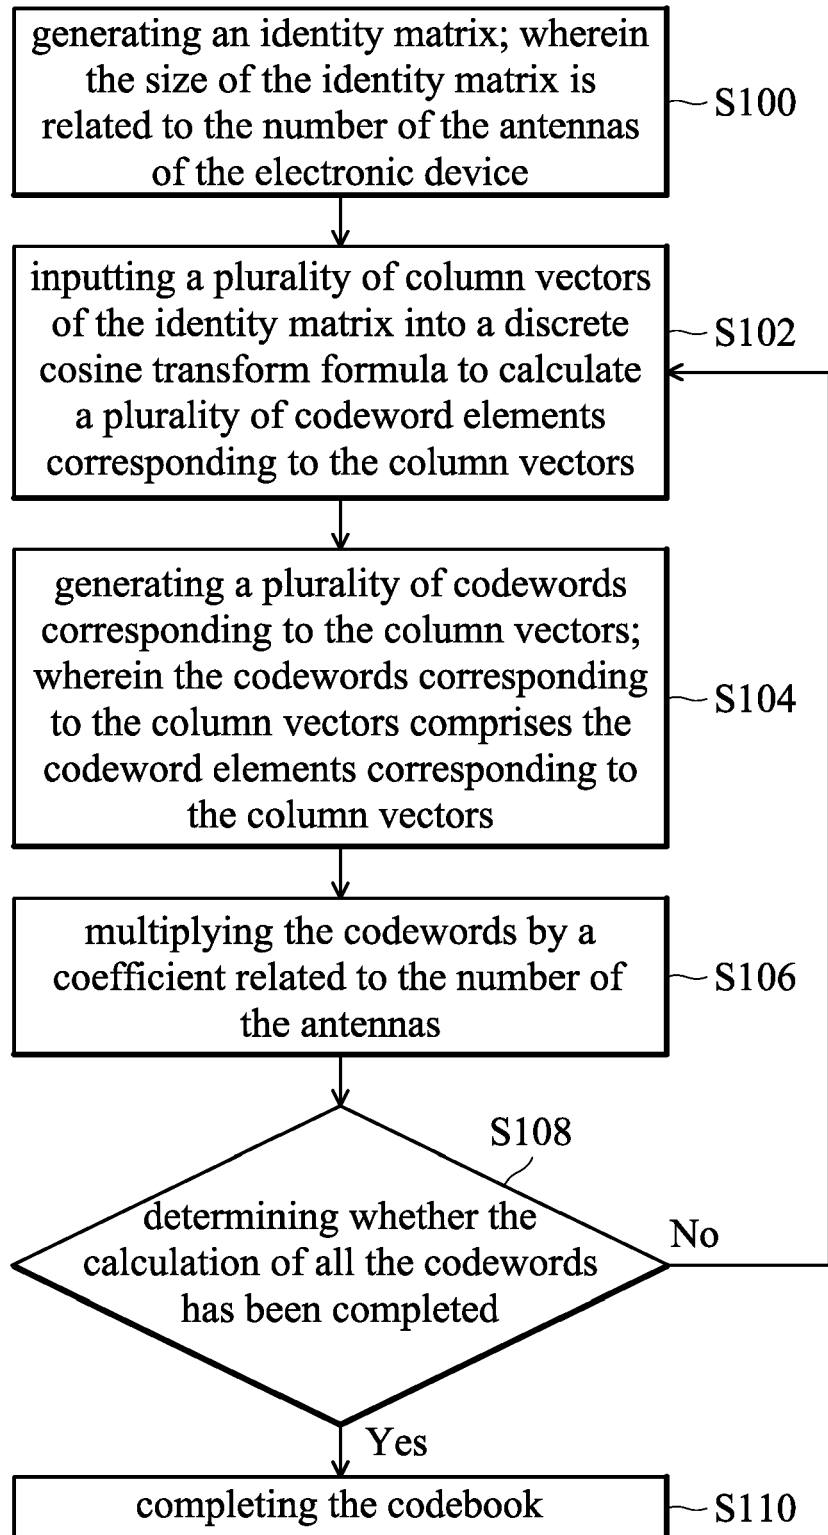 generating an identity matrix; wherein
the size of the identity matrix is
related to the number of the antennas
of the electronic device
S100
inputting a plurality of column vectors
of the identity matrix into a discrete
cosine transform formula to calculate
a plurality of codeword elements
corresponding to the column vectors
S102
generating a plurality of codewords
corresponding to the column vectors;
wherein the codewords corresponding
to the column vectors comprises the
codeword elements corresponding to
the column vectors
S104
multiplying the codewords by a
coefficient related to the number of
the antennas
S106
S108
determining whether the
calculation of all the codewords
has been completed
No
Yes
completing the codebook
S110